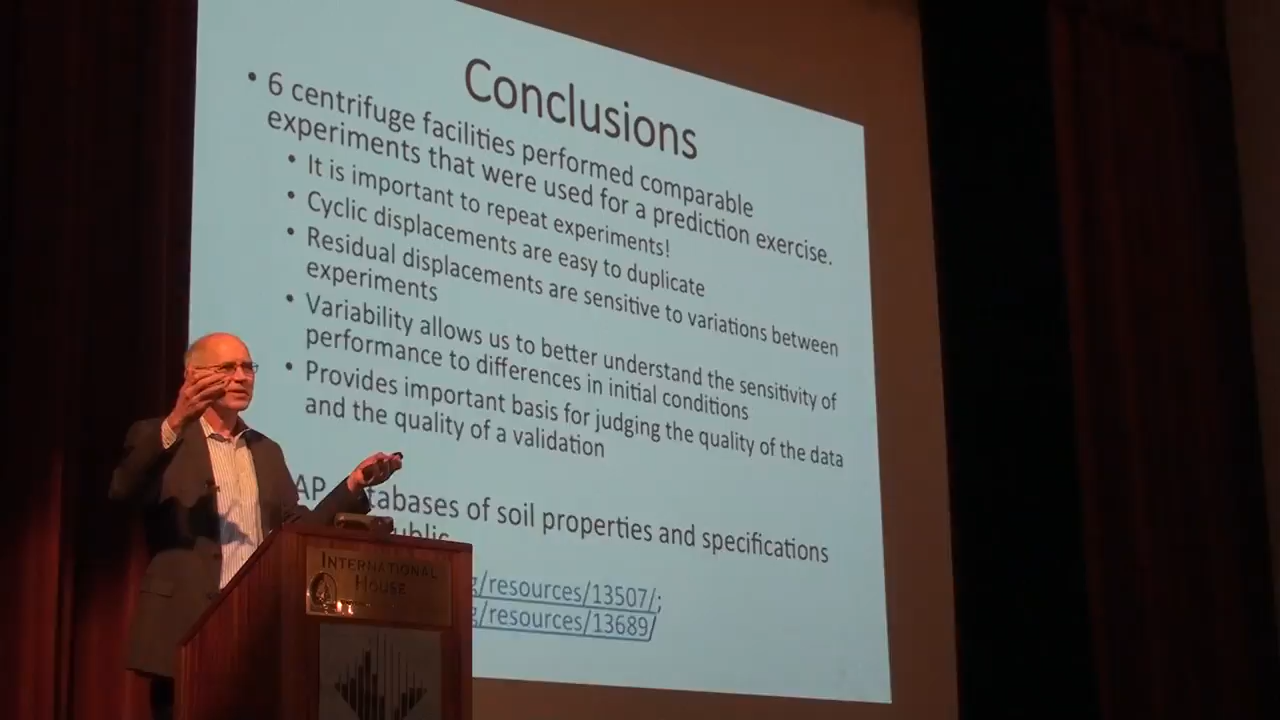 Conclusions
• 6 centrifuge facilities performed comparable
experiments that were used for a prediction exercise.
• It is important to repeat experiments!
• Cyclic displacements are easy to duplicate
• Residual displacements are sensitive to variations between
experiments
• Variability allows us to better understand the sensitivity of
performance to differences in initial conditions
• Provides important basis for judging the quality of the data
and the quality of a validation
AP databases of soil properties and specifications
public
g/resources/13507/;
g/resources/13689/
INTERNATIONAL
HOUSE